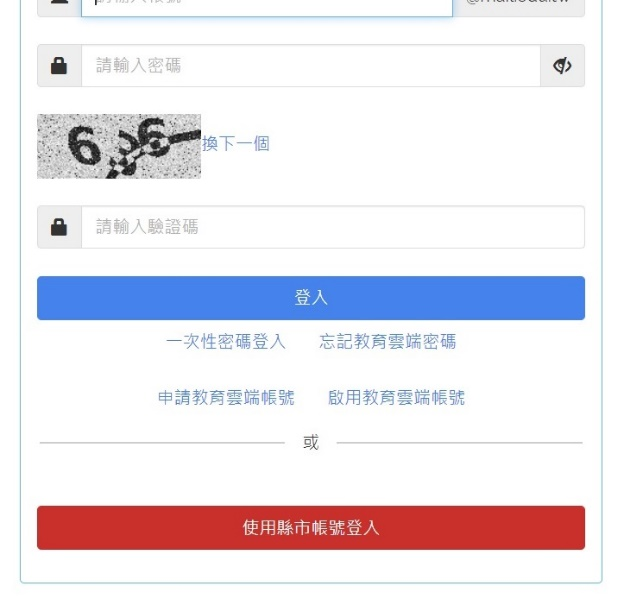 請輸入密碼
換下一個
請輸入驗證碼
登入
一次性密碼登入 忘記教育雲端密碼
申請教育雲端帳號 啟用教育雲端帳號
或
使用縣市帳號登入